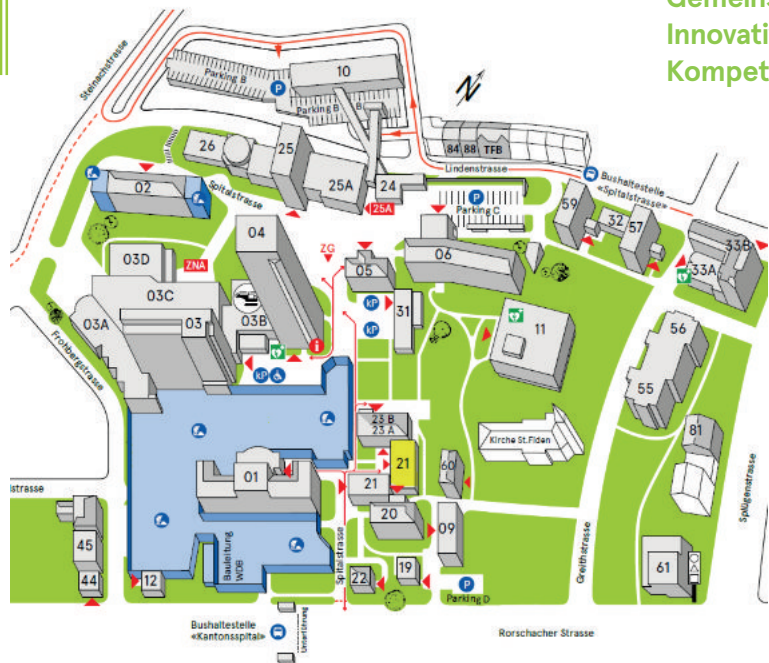 Gemeins
Innovati
Kompet
Steinachstrasse
Parking B
P
10
Parking B
B
N
26
25
84 88 TFB
Lindenstrasse
Bushaltestelle
«Spitalstrasse»
02
25A
24
P
Parking C
Spitalstrasse
25A
59
32
57
33B
33A
04
ZG
06
03D
ZNA
05
03C
kP
31
11
56
03A
03
03B
kP
i
Frohbergstrasse
kP
55
23 B
23 A
Kirche St.Fiden
81
21
60
01
21
lstrasse
20
09
Splügenstrasse
Greithstrasse
45
Bauleitung
WDB
Spitalstrasse
61
44
12
22
19
P
Parking D
Bushaltestelle
«Kantonsspital»
Unterführung
Rorschacher Strasse